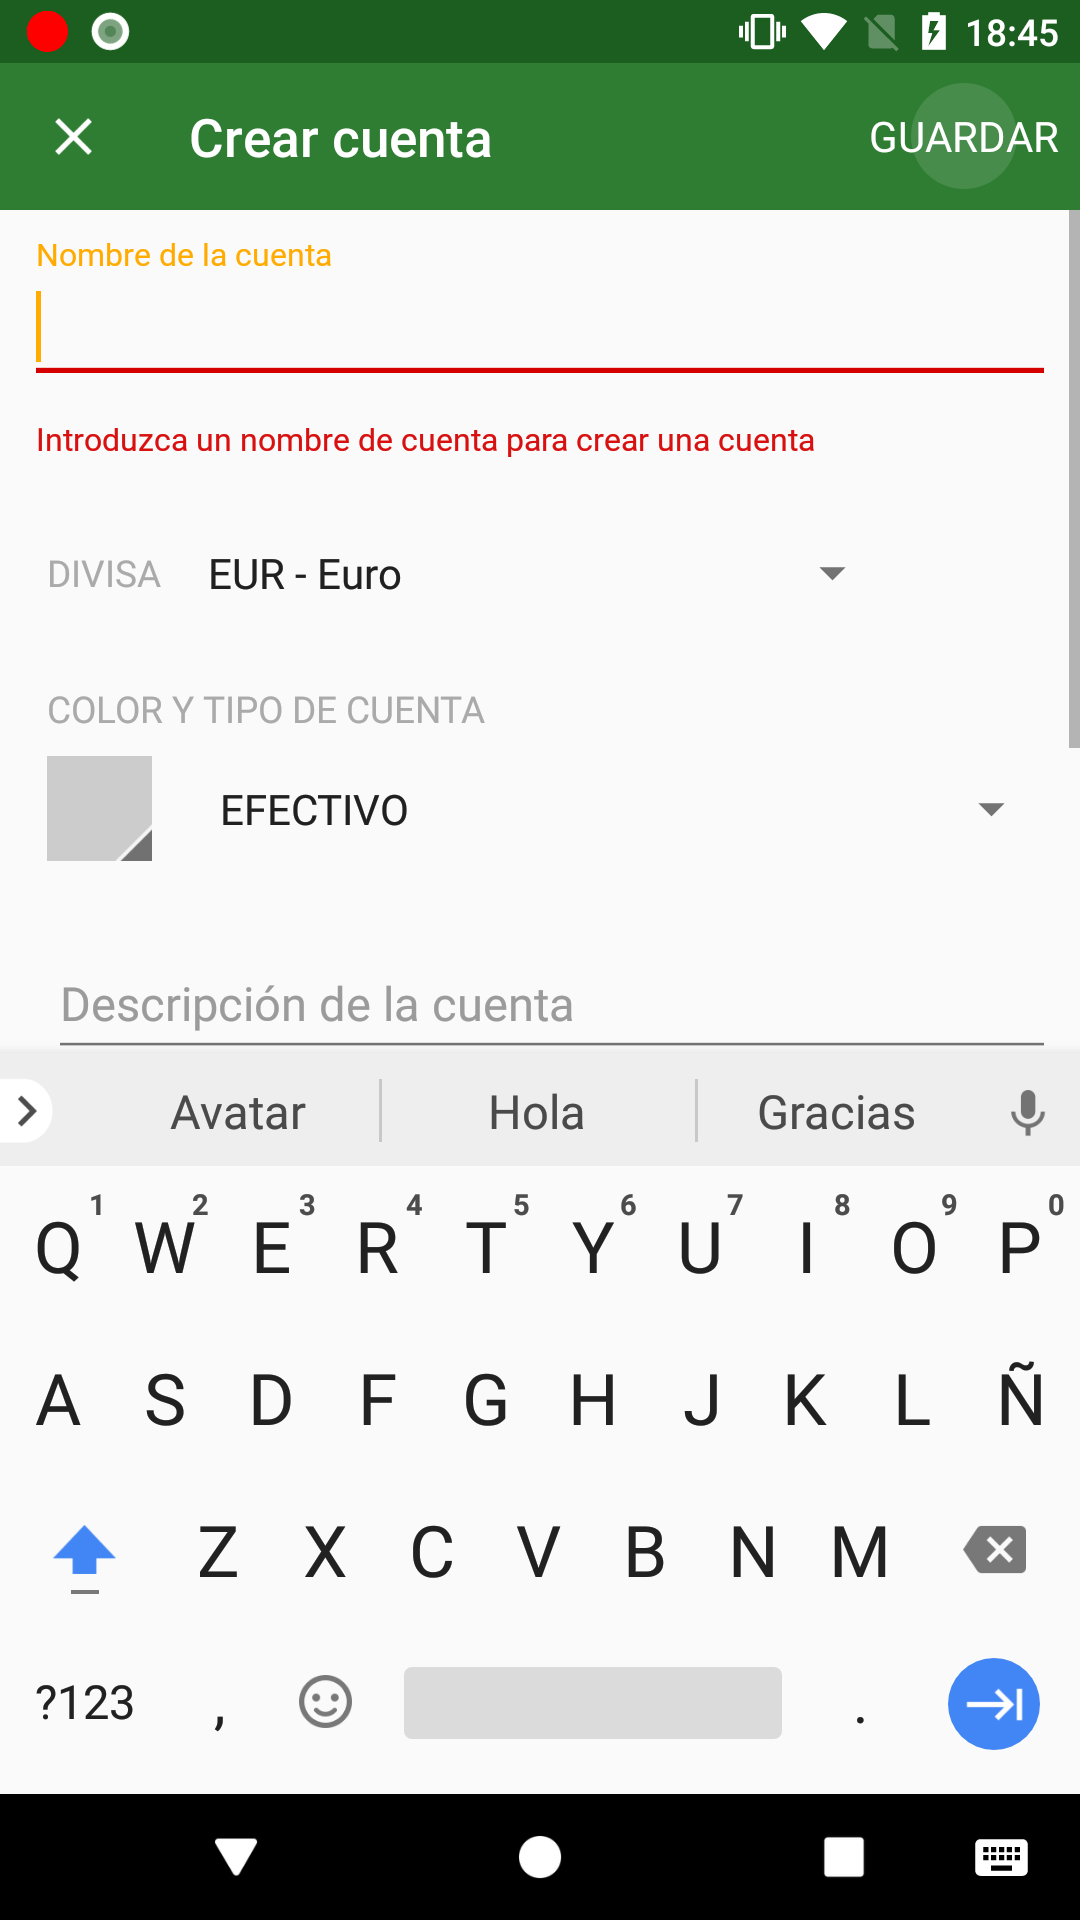 18:45
Crear cuenta
GUARDAR
Nombre de la cuenta
Introduzca un nombre de cuenta para crear una cuenta
DIVISA EUR - Euro
COLOR Y TIPO DE CUENTA
EFECTIVO
Descripción de la cuenta
Avatar Hola Gracias
1 2 3 4 5 6 7 8 9 0
Q W E R T Y U I O P
A S D F G H J K L Ñ
Z X C V B N M
?123 , .